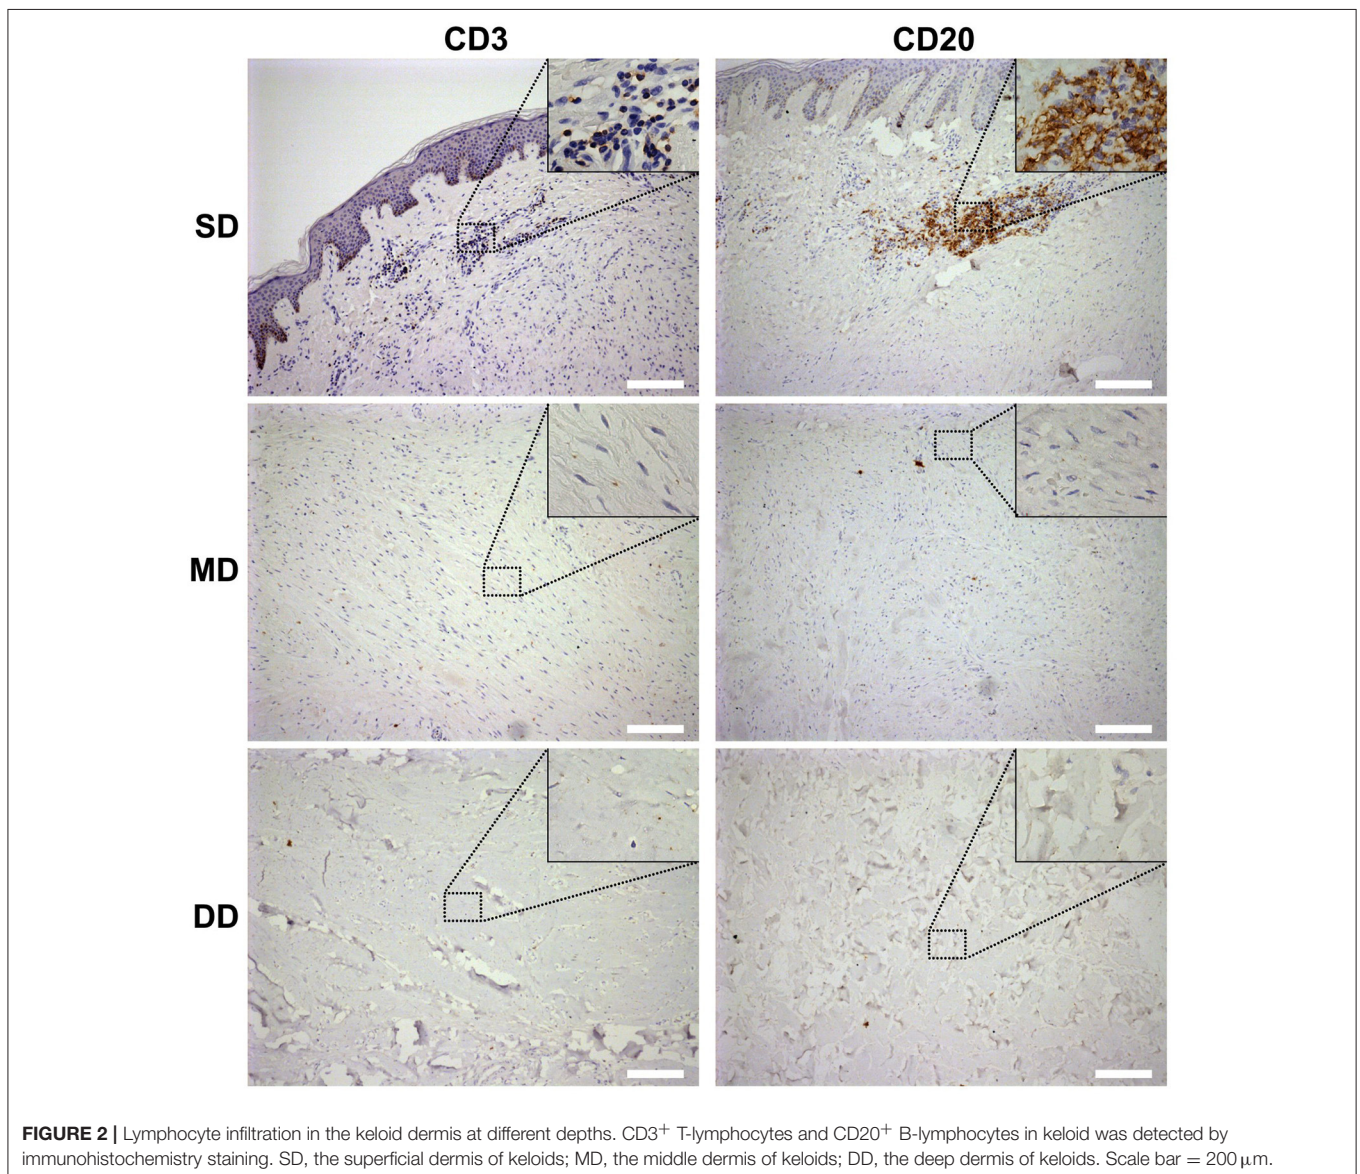 CD3 CD20
SD
MD
DD
FIGURE 2 | Lymphocyte infiltration in the keloid dermis at different depths. CD3+ T-lymphocytes and CD20+ B-lymphocytes in keloid was detected by
immunohistochemistry staining. SD, the superficial dermis of keloids; MD, the middle dermis of keloids; DD, the deep dermis of keloids. Scale bar = 200 μm.